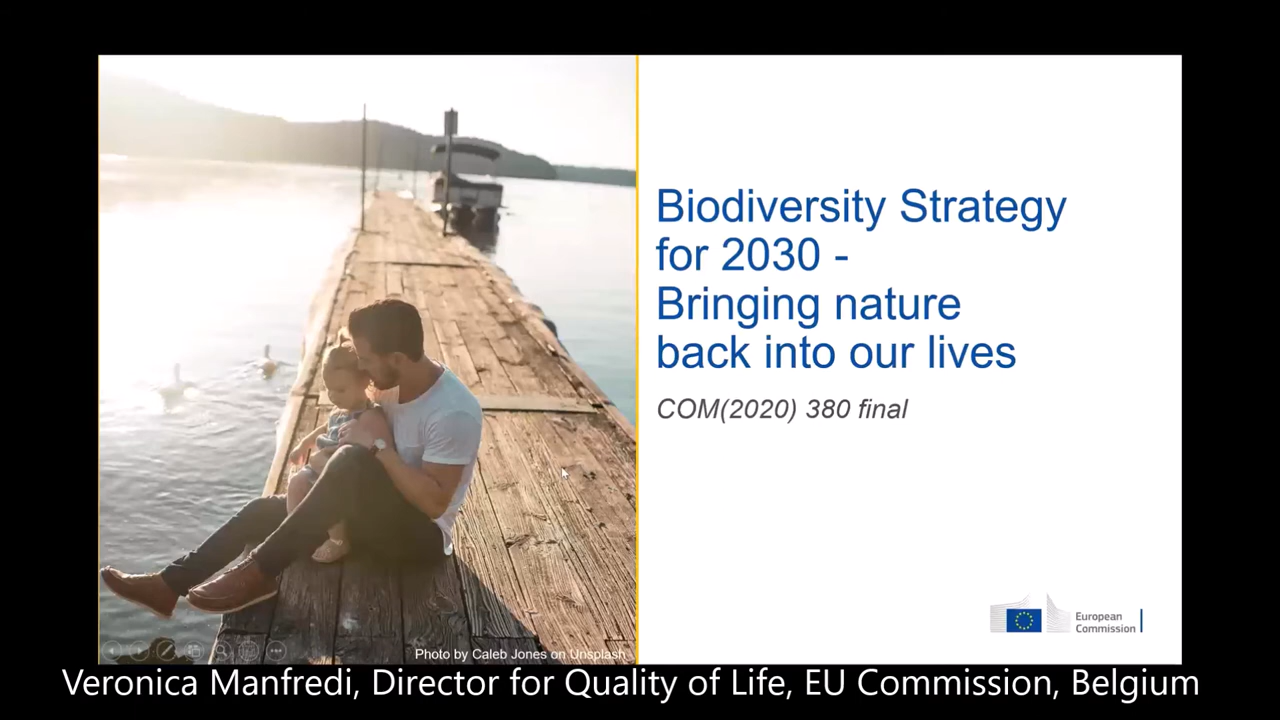 Biodiversity Strategy
for 2030 -
Bringing nature
back into our lives
COM(2020) 380 final
European
Commission
Photo by Caleb Jones on Unsplash
Veronica Manfredi, Director for Quality of Life, EU Commission, Belgium